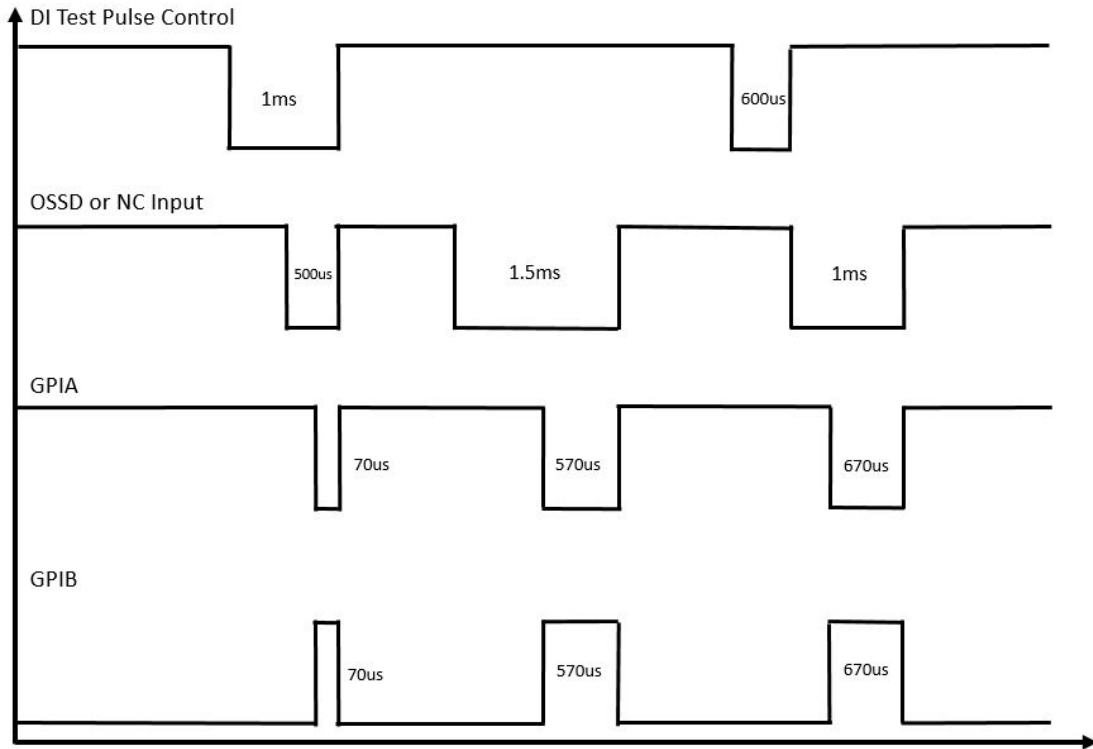 DI Test Pulse Control
1ms
600us
OSSD or NC Input
500us
1.5ms
1ms
GPIA
70us
570us
670us
GPIB
70us
570us
670us